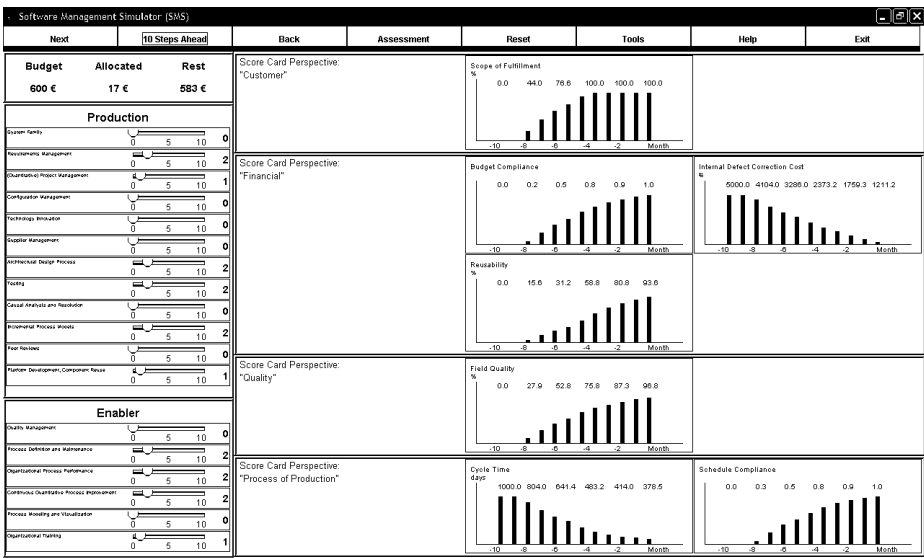 Software Management Simulator (SMS)
Next 10 Steps Ahead Back Assessment Reset Tools Help Exit
Budget Allocated Rest
600 € 17 € 583 €
Production
System Family 0 5 10 0
Requirements Management 0 5 10 2
(Quantitative) Project Management 0 5 10 1
Configuration Management 0 5 10 0
Technology Innovation 0 5 10 0
Supplier Management 0 5 10 0
Architectural Design Process 0 5 10 2
Testing 0 5 10 2
Causal Analysis and Resolution 0 5 10 0
Incremental Process Models 0 5 10 2
Peer Reviews 0 5 10 0
Platform Development, Component Reuse 0 5 10 1
Enabler
Quality Management 0 5 10 0
Process Definition and Maintenance 0 5 10 2
Organizational Process Performance 0 5 10 2
Continuous Quantitative Process Improvement 0 5 10 2
Process Modeling and Visualization 0 5 10 0
Organizational Training 0 5 10 1
Score Card Perspective:
"Customer"
Scope of Fulfillment
%
0.0 44.0 76.6 100.0 100.0 100.0
-10 -8 -6 -4 -2 Month
Score Card Perspective:
"Financial"
Budget Compliance
%
0.0 0.2 0.5 0.8 0.9 1.0
-10 -8 -6 -4 -2 Month
Internal Defect Correction Cost
%
5000.0 4104.0 3286.0 2373.2 1759.3 1211.2
-10 -8 -6 -4 -2 Month
Reusability
%
0.0 15.6 31.2 58.8 80.8 93.6
-10 -8 -6 -4 -2 Month
Score Card Perspective:
"Quality"
Field Quality
%
0.0 27.9 52.8 75.8 87.3 96.8
-10 -8 -6 -4 -2 Month
Score Card Perspective:
"Process of Production"
Cycle Time
days
1000.0 804.0 641.4 483.2 414.0 378.5
-10 -8 -6 -4 -2 Month
Schedule Compliance
0.0 0.3 0.5 0.8 0.9 1.0
-10 -8 -6 -4 -2 Month